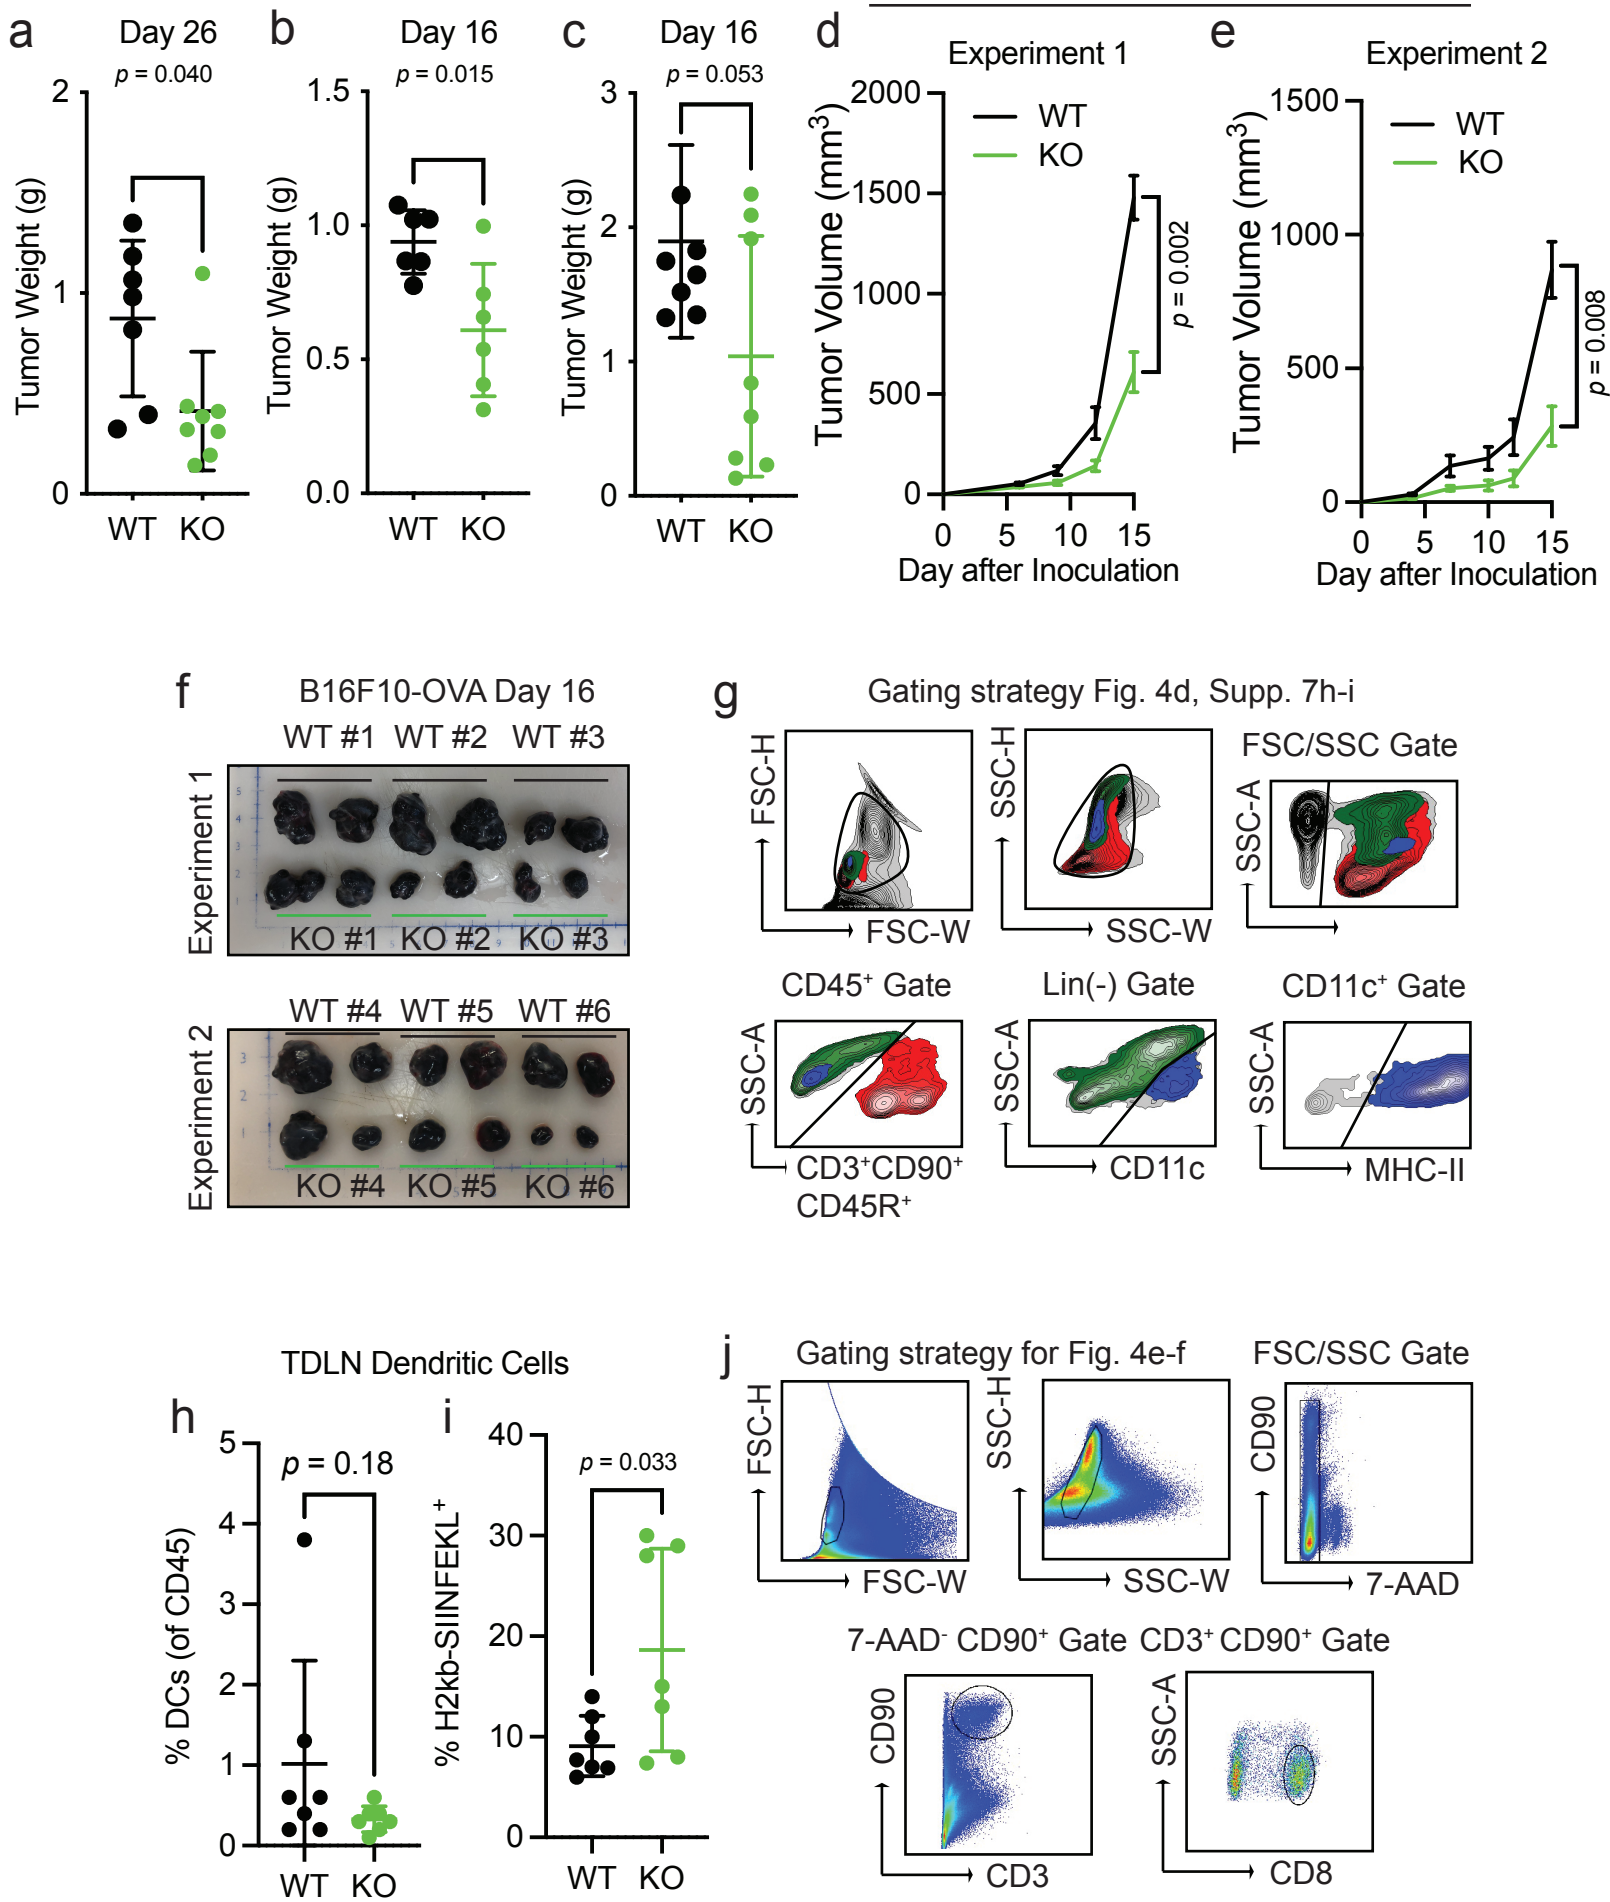 a
Day 26
p = 0.040
Tumor Weight (g)
2
1
0
WT KO
b
Day 16
p = 0.015
Tumor Weight (g)
1.5
1.0
0.5
0.0
WT KO
c
Day 16
p = 0.053
Tumor Weight (g)
3
2
1
0
WT KO
d
Experiment 1
WT
KO
Tumor Volume (mm³)
2000
1500
1000
500
0
0 5 10 15
Day after Inoculation
p = 0.002
e
Experiment 2
WT
KO
Tumor Volume (mm³)
1500
1000
500
0
0 5 10 15
Day after Inoculation
p = 0.008
f
B16F10-OVA Day 16
WT #1 WT #2 WT #3
Experiment 1
KO #1 KO #2 KO #3
WT #4 WT #5 WT #6
Experiment 2
KO #4 KO #5 KO #6
g
Gating strategy Fig. 4d, Supp. 7h-i
FSC-H
FSC-W
SSC-H
SSC-W
FSC/SSC Gate
SSC-A
CD45⁺ Gate
SSC-A
CD3⁺CD90⁺
CD45R⁺
Lin(-) Gate
SSC-A
CD11c
CD11c⁺ Gate
SSC-A
MHC-II
TDLN Dendritic Cells
h
p = 0.18
% DCs (of CD45)
5
4
3
2
1
0
WT KO
i
p = 0.033
% H2kb-SIINFEKL⁺
40
30
20
10
0
WT KO
j
Gating strategy for Fig. 4e-f
FSC-H
FSC-W
SSC-H
SSC-W
FSC/SSC Gate
CD90
7-AAD
7-AAD⁻ CD90⁺ Gate
CD90
CD3
CD3⁺ CD90⁺ Gate
SSC-A
CD8